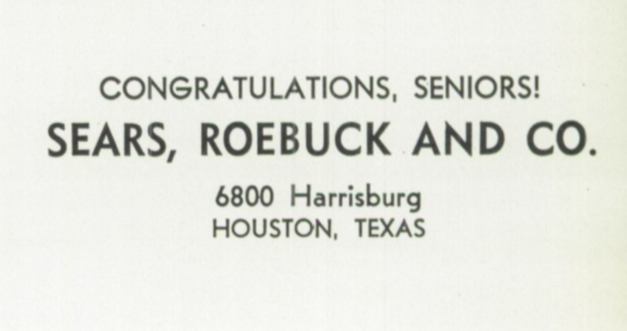 CONGRATULATIONS, SENIORS!
SEARS, ROEBUCK AND CO.
6800 Harrisburg
HOUSTON, TEXAS